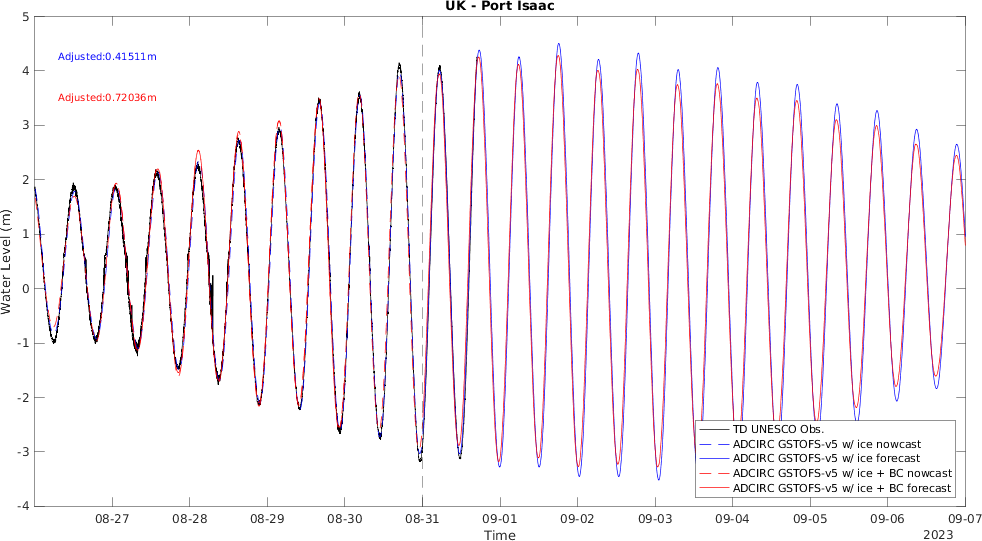 UK - Port Isaac
5
4
3
2
1
0
-1
-2
-3
-4
Water Level (m)
Adjusted:0.41511m
Adjusted:0.72036m
TD UNESCO Obs.
ADCIRC GSTOFS-v5 w/ ice nowcast
ADCIRC GSTOFS-v5 w/ ice forecast
ADCIRC GSTOFS-v5 w/ ice + BC nowcast
ADCIRC GSTOFS-v5 w/ ice + BC forecast
08-27 08-28 08-29 08-30 08-31 09-01 09-02 09-03 09-04 09-05 09-06 09-07
Time
2023